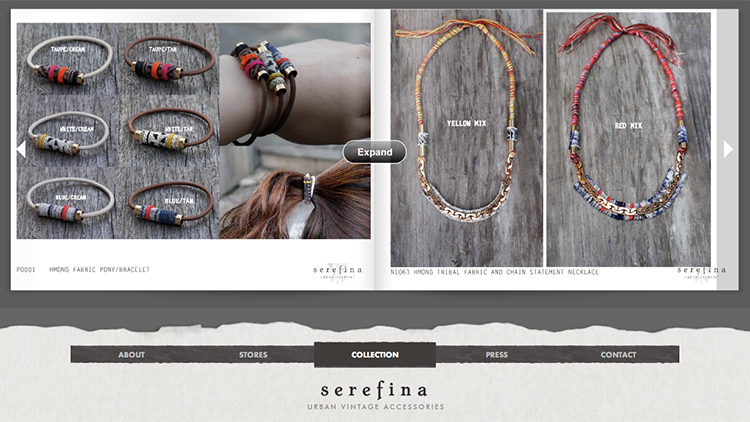 TAUPE/CREAM
TAUPE/TAN
WHITE/CREAM
WHITE/TAN
BLUE/CREAM
BLUE/TAN
YELLOW MIX
RED MIX
Expand
PO001 HMONG FABRIC PONY/BRACELET
serefina
N1063 HMONG TRIBAL FABRIC AND CHAIN STATEMENT NECKLACE
serefina
ABOUT
STORES
COLLECTION
PRESS
CONTACT
serefina
URBAN VINTAGE ACCESSORIES